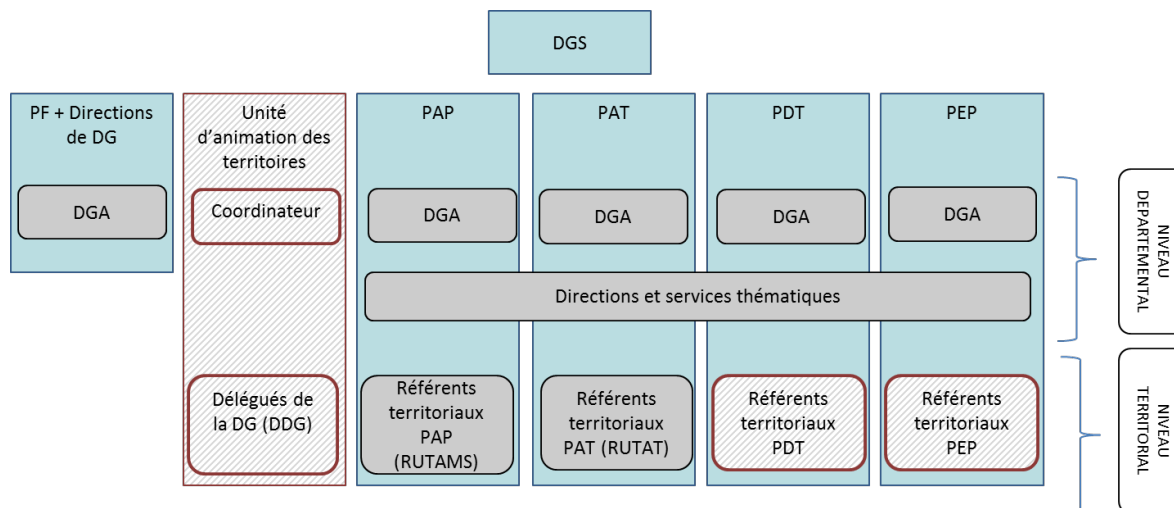 DGS
PF + Directions
de DG
Unité
d'animation des
territoires
PAP
PAT
PDT
PEP
DGA
Coordinateur
DGA
DGA
DGA
DGA
NIVEAU
DEPARTEMENTAL
Directions et services thématiques
Délégués de
la DG (DDG)
Référents
territoriaux
PAP
(RUTAMS)
Référents
territoriaux
PAT (RUTAT)
Référents
territoriaux
PDT
Référents
territoriaux
PEP
NIVEAU
TERRITORIAL